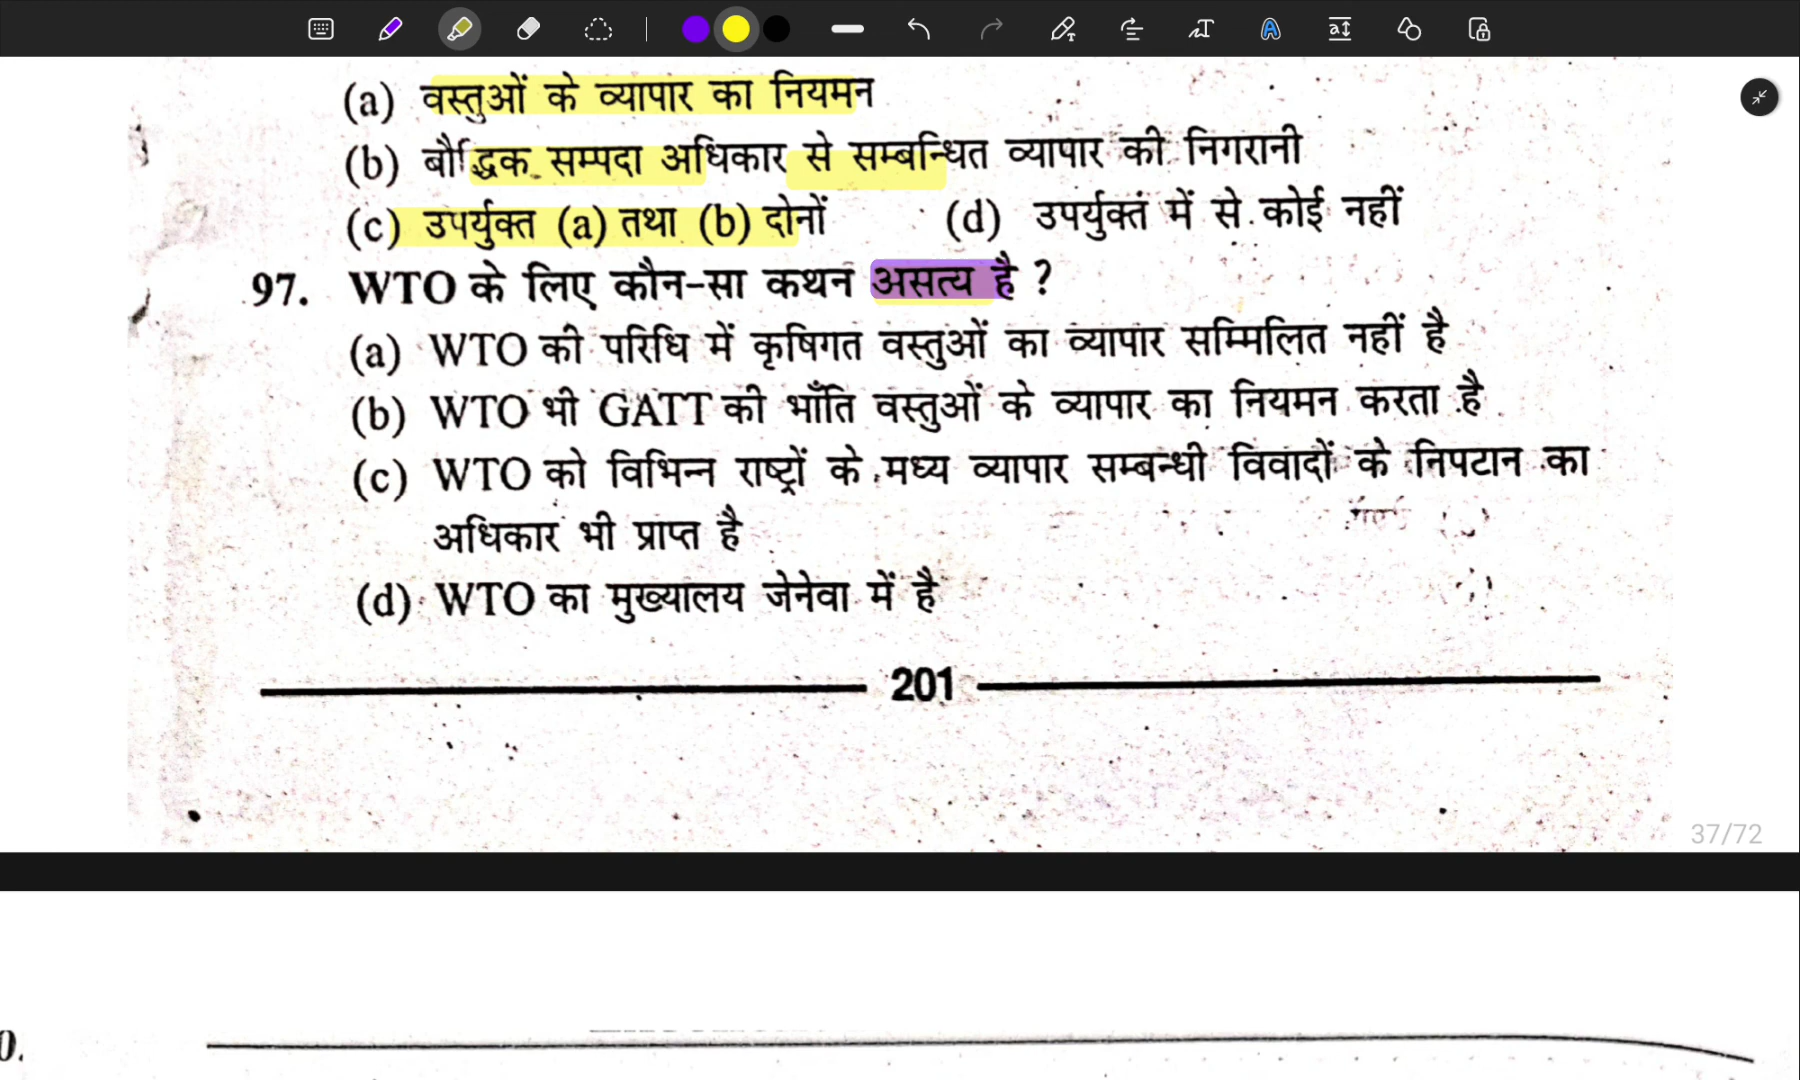 (a) वस्तुओं के व्यापार का नियमन
(b) बौद्धिक सम्पदा अधिकार से सम्बन्धित व्यापार की निगरानी
(c) उपर्युक्त (a) तथा (b) दोनों (d) उपर्युक्त में से कोई नहीं
97. WTO के लिए कौन-सा कथन असत्य है ?
(a) WTO की परिधि में कृषिगत वस्तुओं का व्यापार सम्मिलित नहीं है
(b) WTO भी GATT की भाँति वस्तुओं के व्यापार का नियमन करता है
(c) WTO को विभिन्न राष्ट्रों के मध्य व्यापार सम्बन्धी विवादों के निपटान का
अधिकार भी प्राप्त है
(d) WTO का मुख्यालय जेनेवा में है
201
37/72
0.